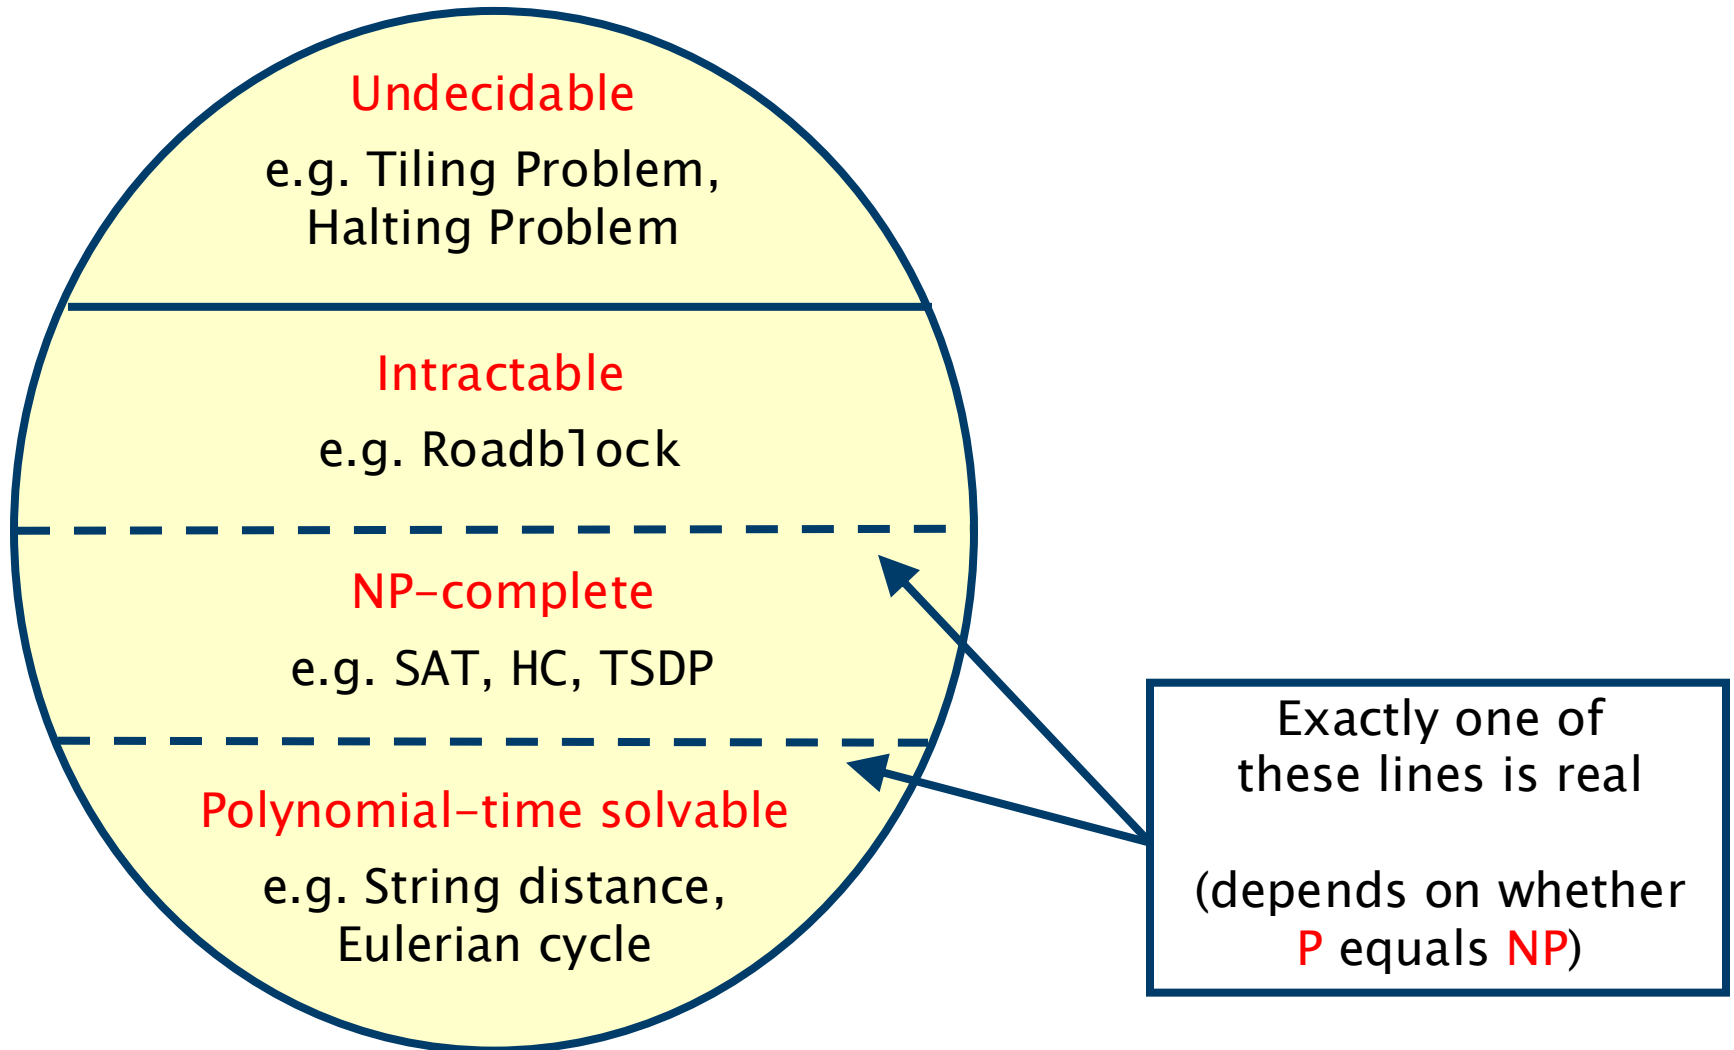 Undecidable
e.g. Tiling Problem,
Halting Problem
Intractable
e.g. Roadblock
NP-complete
e.g. SAT, HC, TSDP
Polynomial-time solvable
e.g. String distance,
Eulerian cycle
Exactly one of
these lines is real
(depends on whether
P equals NP)